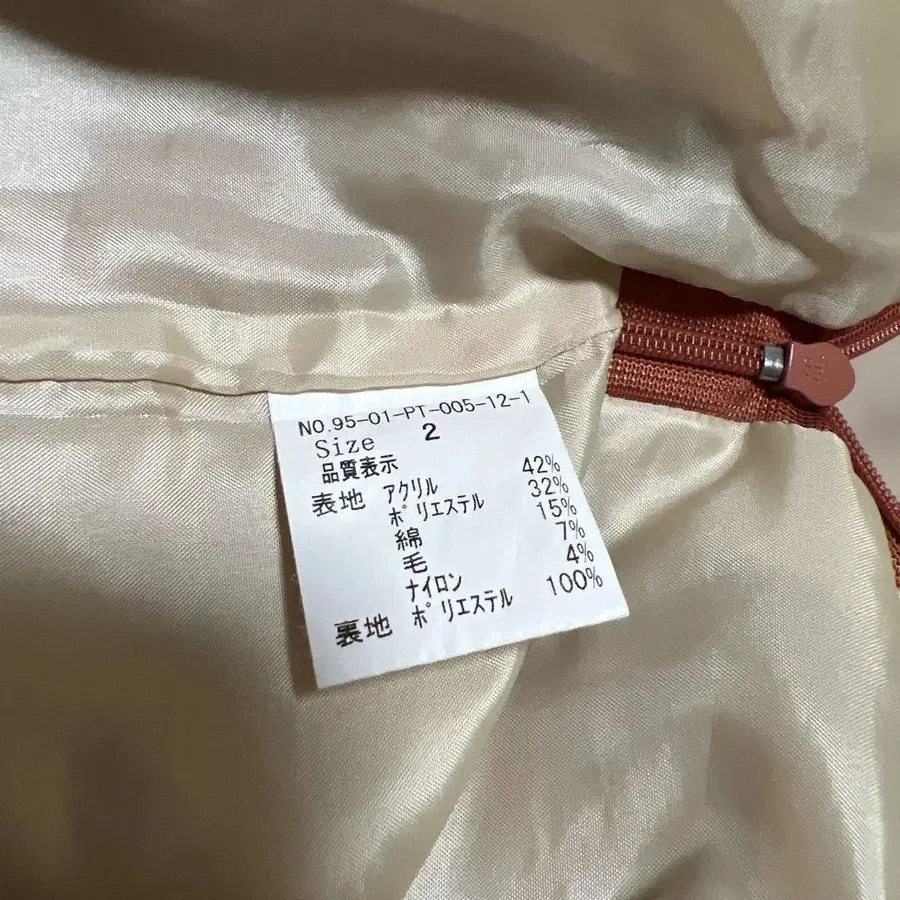 NO.95-01-PT-005-12-1
Size 2
品質表示
表地 アクリル 42%
ポリエステル 32%
綿 15%
毛 7%
ナイロン 4%
裏地 ポリエステル 100%